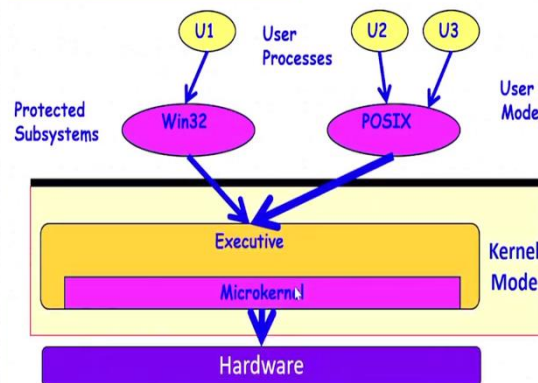 U1
User
Processes
U2
U3
Protected
Subsystems
Win32
POSIX
User
Mode
Executive
Kernel
Mode
Microkernel
Hardware